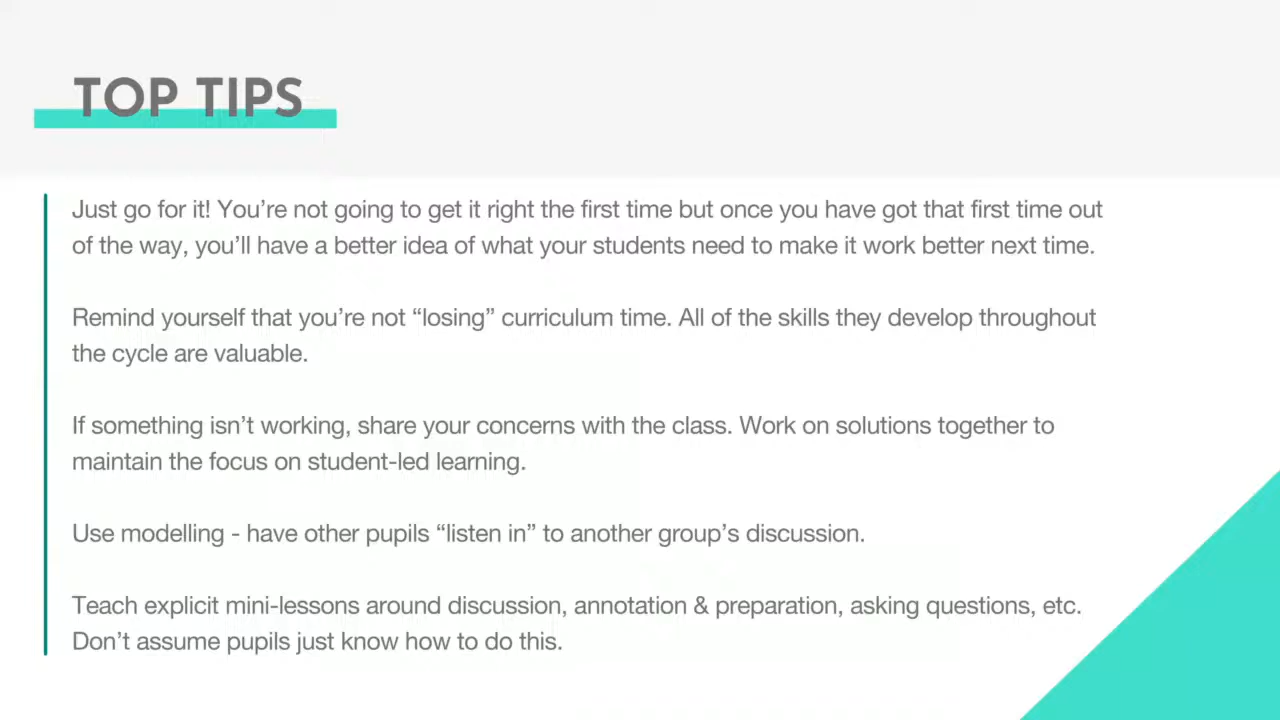 TOP TIPS
Just go for it! You’re not going to get it right the first time but once you have got that first time out
of the way, you’ll have a better idea of what your students need to make it work better next time.
Remind yourself that you’re not “losing” curriculum time. All of the skills they develop throughout
the cycle are valuable.
If something isn’t working, share your concerns with the class. Work on solutions together to
maintain the focus on student-led learning.
Use modelling - have other pupils “listen in” to another group’s discussion.
Teach explicit mini-lessons around discussion, annotation & preparation, asking questions, etc.
Don’t assume pupils just know how to do this.